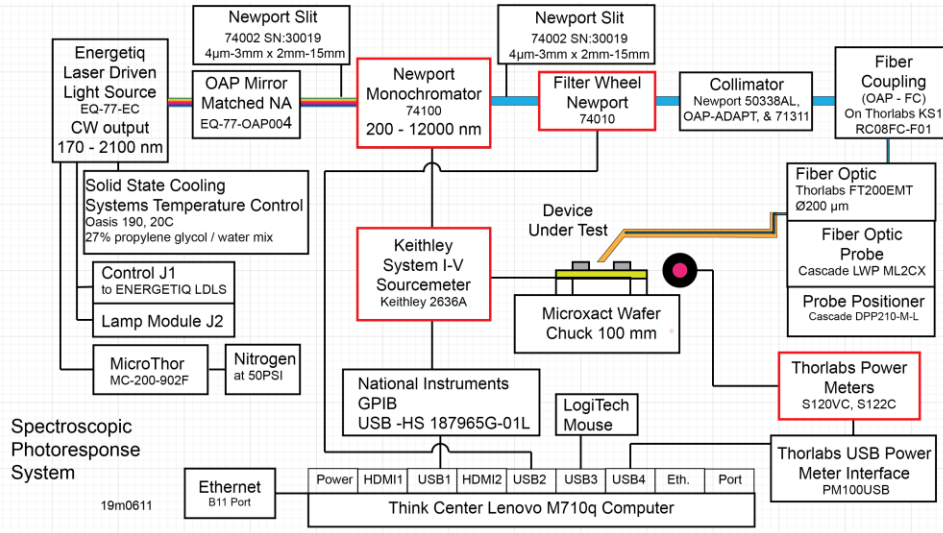 Newport Slit
74002 SN:30019
4µm-3mm x 2mm-15mm
Newport Slit
74002 SN:30019
4µm-3mm x 2mm-15mm
Energetiq
Laser Driven
Light Source
EQ-77-EC
CW output
170 - 2100 nm
OAP Mirror
Matched NA
EQ-77-OAP004
Newport
Monochromator
74100
200 - 12000 nm
Filter Wheel
Newport
74010
Collimator
Newport 50338AL,
OAP-ADAPT, & 71311
Fiber
Coupling
(OAP - FC)
On Thorlabs KS1
RC08FC-F01
Solid State Cooling
Systems Temperature Control
Oasis 190, 20C
27% propylene glycol / water mix
Control J1
to ENERGETIQ LDLS
Lamp Module J2
MicroThor
MC-200-902F
Nitrogen
at 50PSI
Keithley
System I-V
Sourcemeter
Keithley 2636A
Device
Under Test
Microxact Wafer
Chuck 100 mm
Fiber Optic
Thorlabs FT200EMT
Ø200 µm
Fiber Optic
Probe
Cascade LWP ML2CX
Probe Positioner
Cascade DPP210-M-L
Thorlabs Power
Meters
S120VC, S122C
National Instruments
GPIB
USB -HS 187965G-01L
LogiTech
Mouse
Thorlabs USB Power
Meter Interface
PM100USB
Spectroscopic
Photoresponse
System
19m0611
Ethernet
B11 Port
Power HDMI1 USB1 HDMI2 USB2 USB3 USB4 Eth. Port
Think Center Lenovo M710q Computer